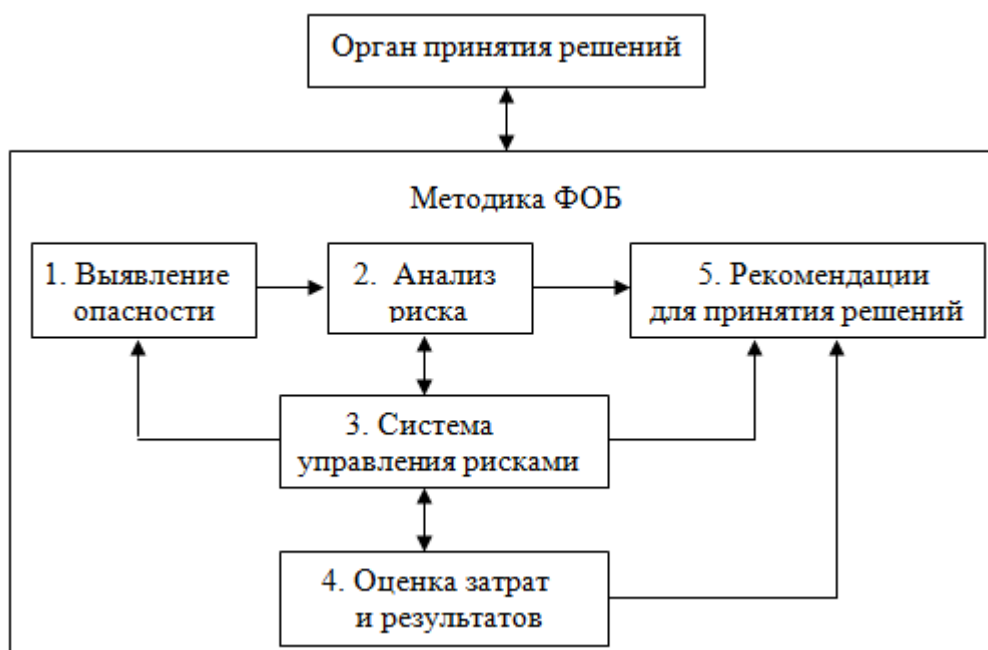 Орган принятия решений
Методика ФОБ
1. Выявление
опасности
2. Анализ
риска
5. Рекомендации
для принятия решений
3. Система
управления рисками
4. Оценка затрат
и результатов